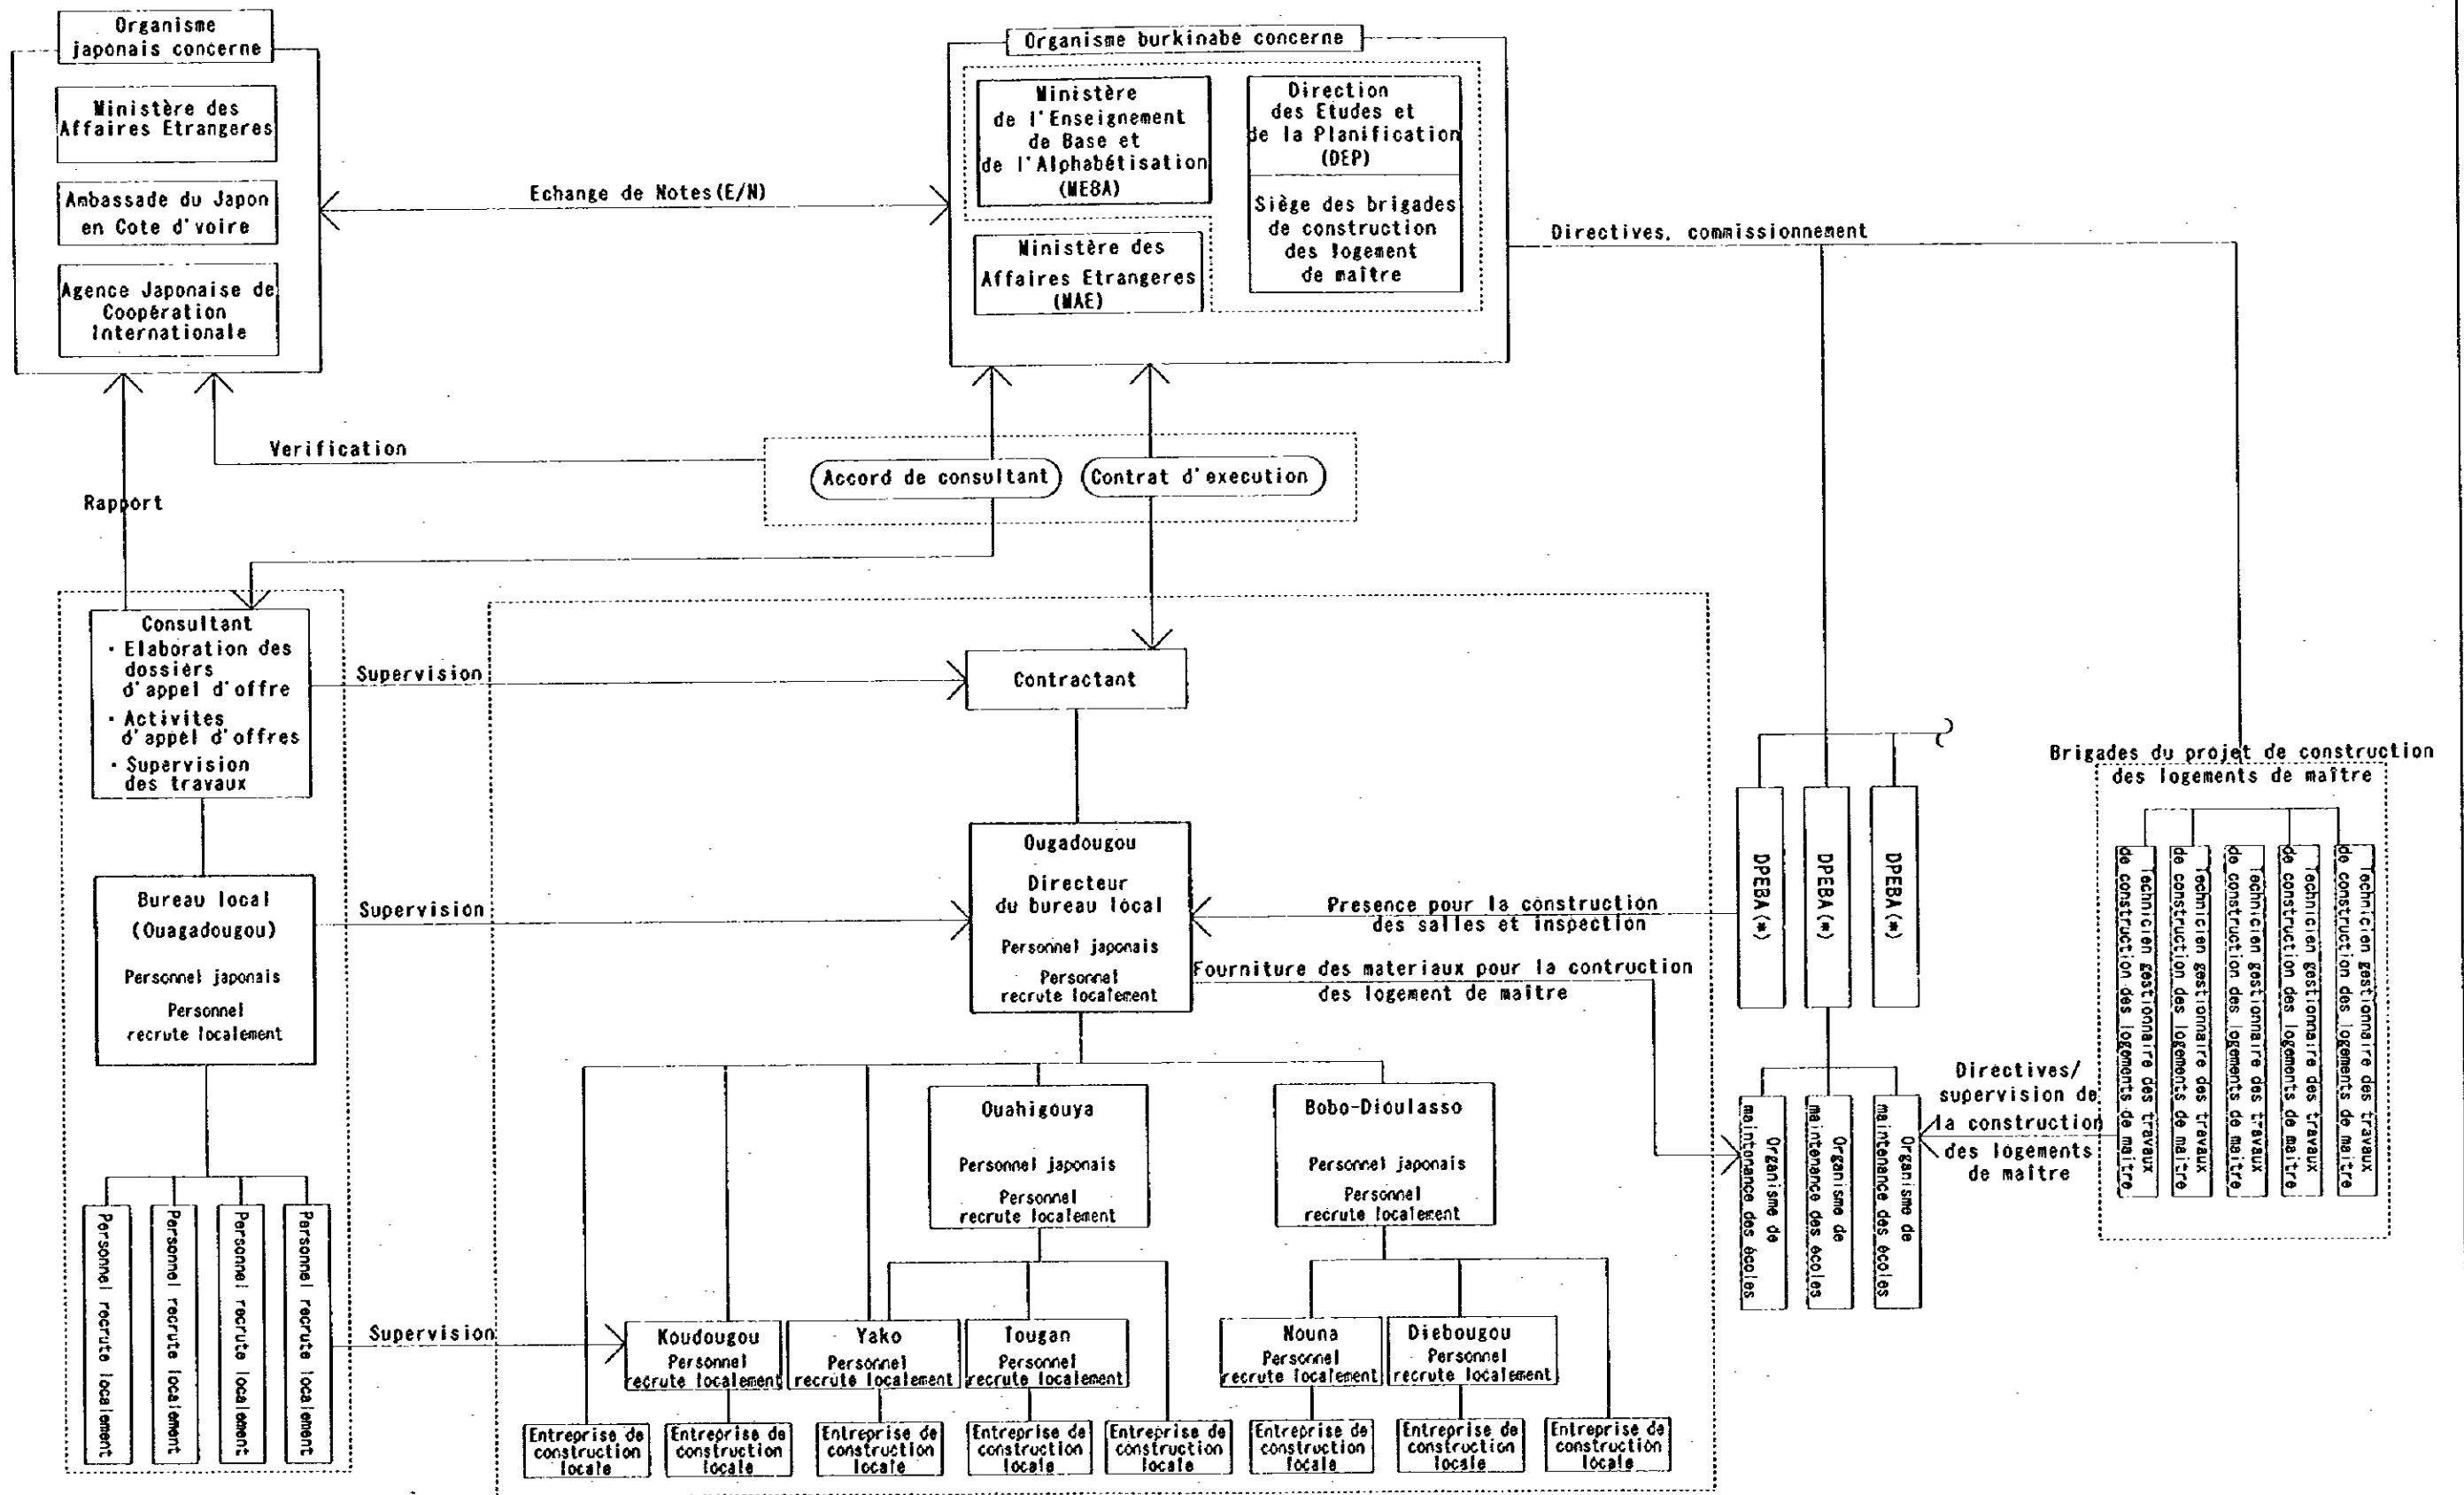 Organisme
japonais concerne
Ministère des
Affaires Etrangeres
Ambassade du Japon
en Cote d'voire
Agence Japonaise de
Coopération
Internationale
Echange de Notes(E/N)
Organisme burkinabe concerne
Ministère
de l'Enseignement
de Base et
de l'Alphabétisation
(MEBA)
Ministère des
Affaires Etrangeres
(MAE)
Direction
des Etudes et
de la Planification
(DEP)
Siège des brigades
de construction
des logement
de maître
Directives, commissionnement
Verification
Rapport
Accord de consultant
Contrat d'execution
Consultant
・Elaboration des
dossiers
d'appel d'offre
・Activites
d'appel d'offres
・Supervision
des travaux
Supervision
Contractant
Bureau local
(Ouagadougou)
Personnel japonais
Personnel
recrute localement
Supervision
Ougadougou
Directeur
du bureau local
Personnel japonais
Personnel
recrute localement
Presence pour la construction
des salles et inspection
Fourniture des materiaux pour la contruction
des logement de maître
DPEBA(*)
DPEBA(*)
DPEBA(*)
Brigades du projet de construction
des logements de maître
Technicien gestionnaire des travaux
de construction des logements de maître
Technicien gestionnaire des travaux
de construction des logements de maître
Technicien gestionnaire des travaux
de construction des logements de maître
Technicien gestionnaire des travaux
de construction des logements de maître
Technicien gestionnaire des travaux
de construction des logements de maître
Directives/
supervision de
la construction
des logements
de maître
Organisme de
maintenance des écoles
Organisme de
maintenance des écoles
Organisme de
maintenance des écoles
Ouahigouya
Personnel japonais
Personnel
recrute localement
Bobo-Dioulasso
Personnel japonais
Personnel
recrute localement
Personnel recrute localement
Personnel recrute localement
Personnel recrute localement
Personnel recrute localement
Supervision
Koudougou
Personnel
recrute localement
Yako
Personnel
recrute localement
Tougan
Personnel
recrute localement
Nouna
Personnel
recrute localement
Diebougou
Personnel
recrute localement
Entreprise de
construction
locale
Entreprise de
construction
locale
Entreprise de
construction
locale
Entreprise de
construction
locale
Entreprise de
construction
locale
Entreprise de
construction
locale
Entreprise de
construction
locale
Entreprise de
construction
locale